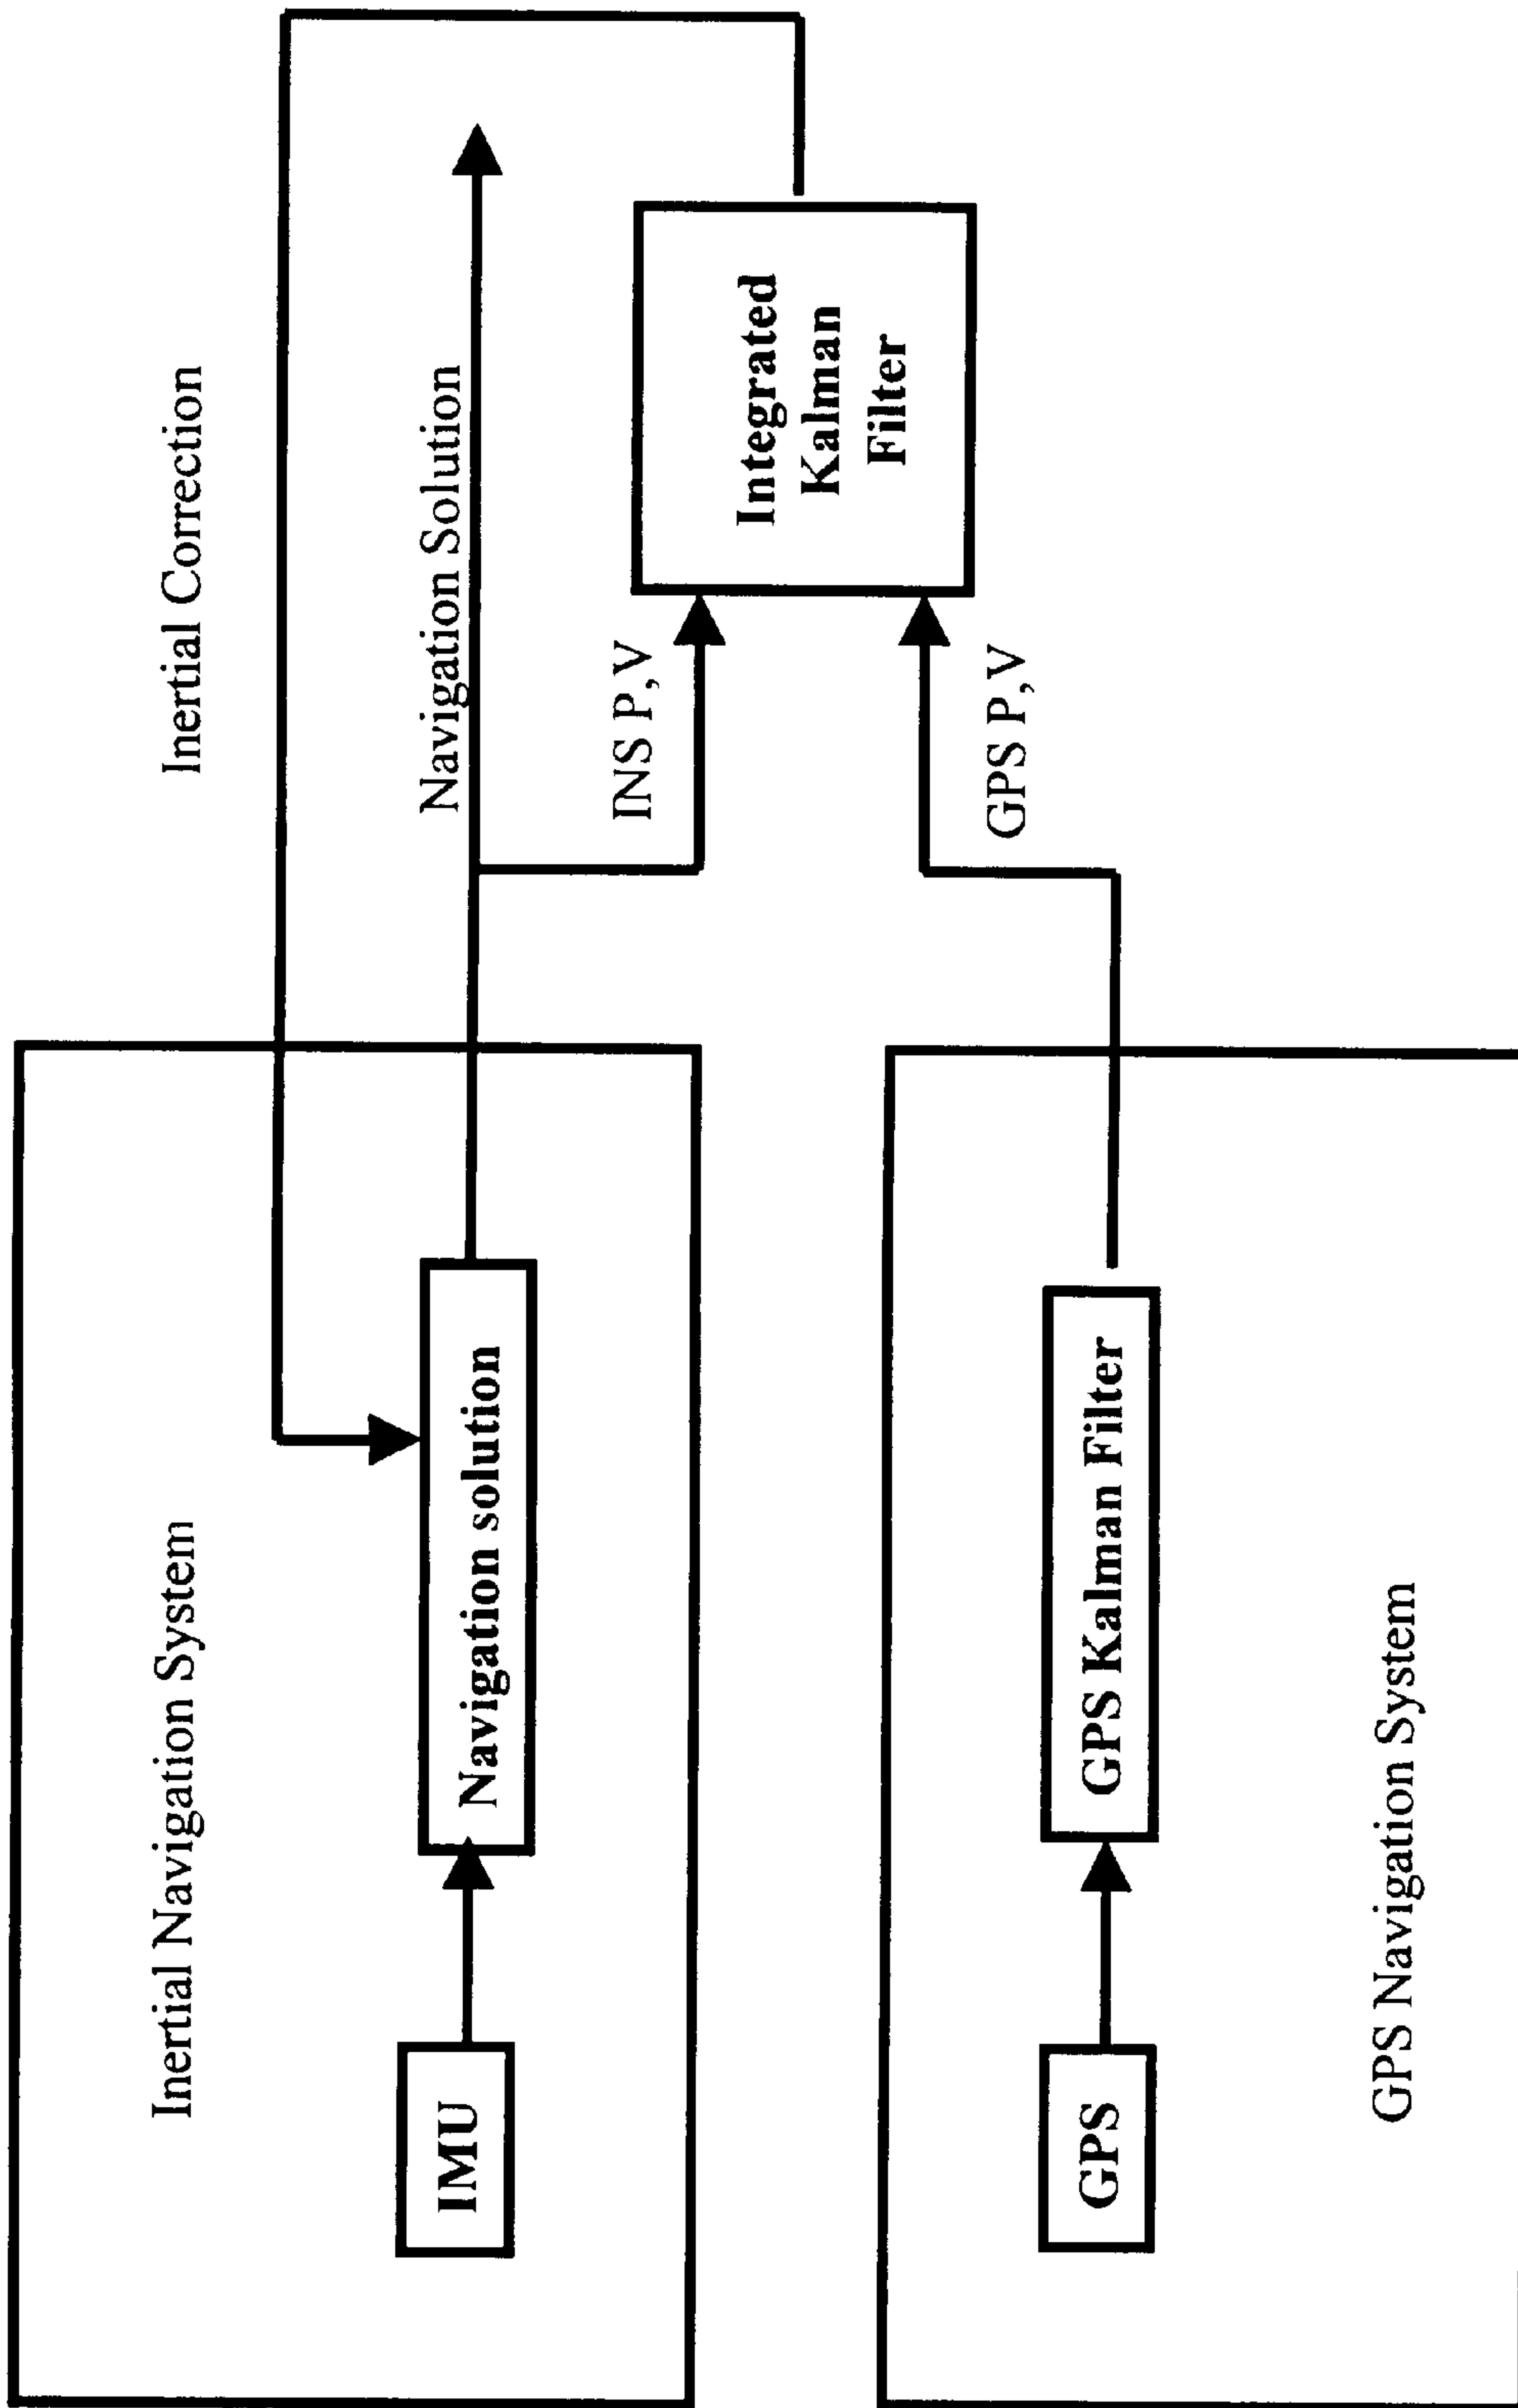 Inertial Navigation System
Inertial Correction
IMU
Navigation solution
Navigation Solution
INS P,V
Integrated
Kalman
Filter
GPS P,V
GPS
GPS Kalman Filter
GPS Navigation System